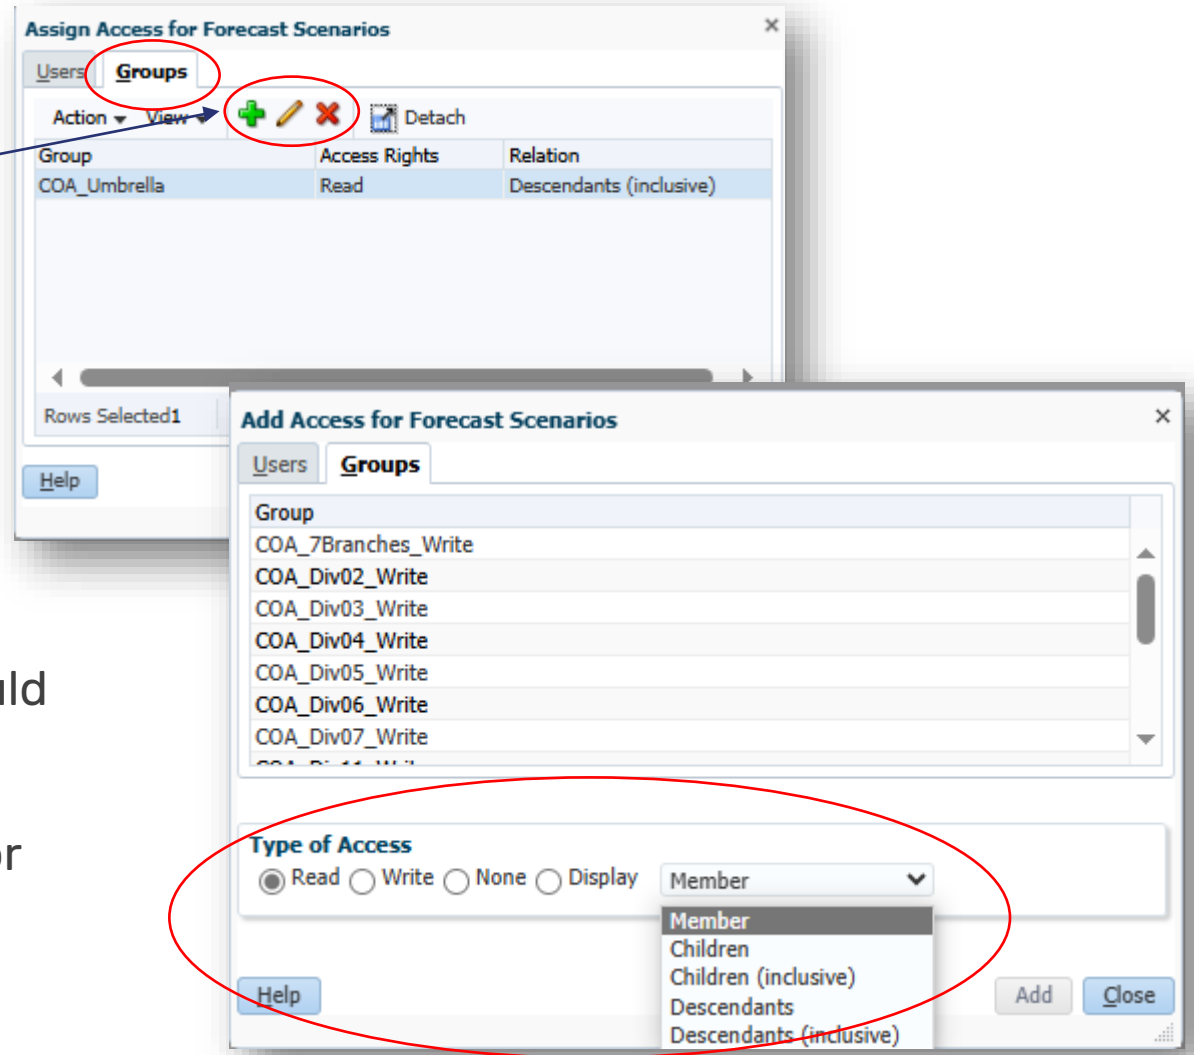 Assign Access for Forecast Scenarios
Users Groups
Action View Detach
Group Access Rights Relation
COA_Umbrella Read Descendants (inclusive)
Rows Selected1
Help
Add Access for Forecast Scenarios
Users Groups
Group
COA_7Branches_Write
COA_Div02_Write
COA_Div03_Write
COA_Div04_Write
COA_Div05_Write
COA_Div06_Write
COA_Div07_Write
Type of Access
Read Write None Display Member
Member
Children
Children (inclusive)
Descendants
Descendants (inclusive)
Help Add Close